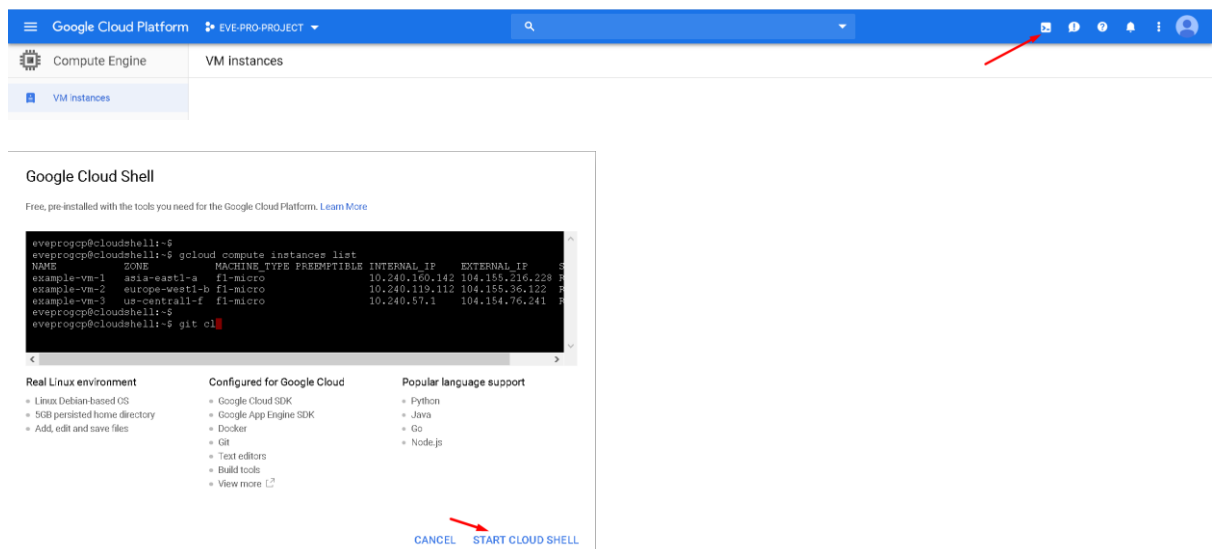 Google Cloud Platform EVE-PRO-PROJECT
Compute Engine VM instances
VM instances
Google Cloud Shell
Free, pre-installed with the tools you need for the Google Cloud Platform. Learn More
eveprogcp@cloudshell:~$
eveprogcp@cloudshell:~$ gcloud compute instances list
NAME ZONE MACHINE_TYPE PREEMPTIBLE INTERNAL_IP EXTERNAL_IP S
example-vm-1 asia-east1-a f1-micro 10.240.160.142 104.155.216.228 R
example-vm-2 europe-west1-b f1-micro 10.240.119.112 104.155.36.122 R
example-vm-3 us-central1-f f1-micro 10.240.57.1 104.154.76.241 R
eveprogcp@cloudshell:~$
eveprogcp@cloudshell:~$ git cl
Real Linux environment
Linux Debian-based OS
5GB persisted home directory
Add, edit and save files
Configured for Google Cloud
Google Cloud SDK
Google App Engine SDK
Docker
Git
Text editors
Build tools
View more
Popular language support
Python
Java
Go
Node.js
CANCEL START CLOUD SHELL